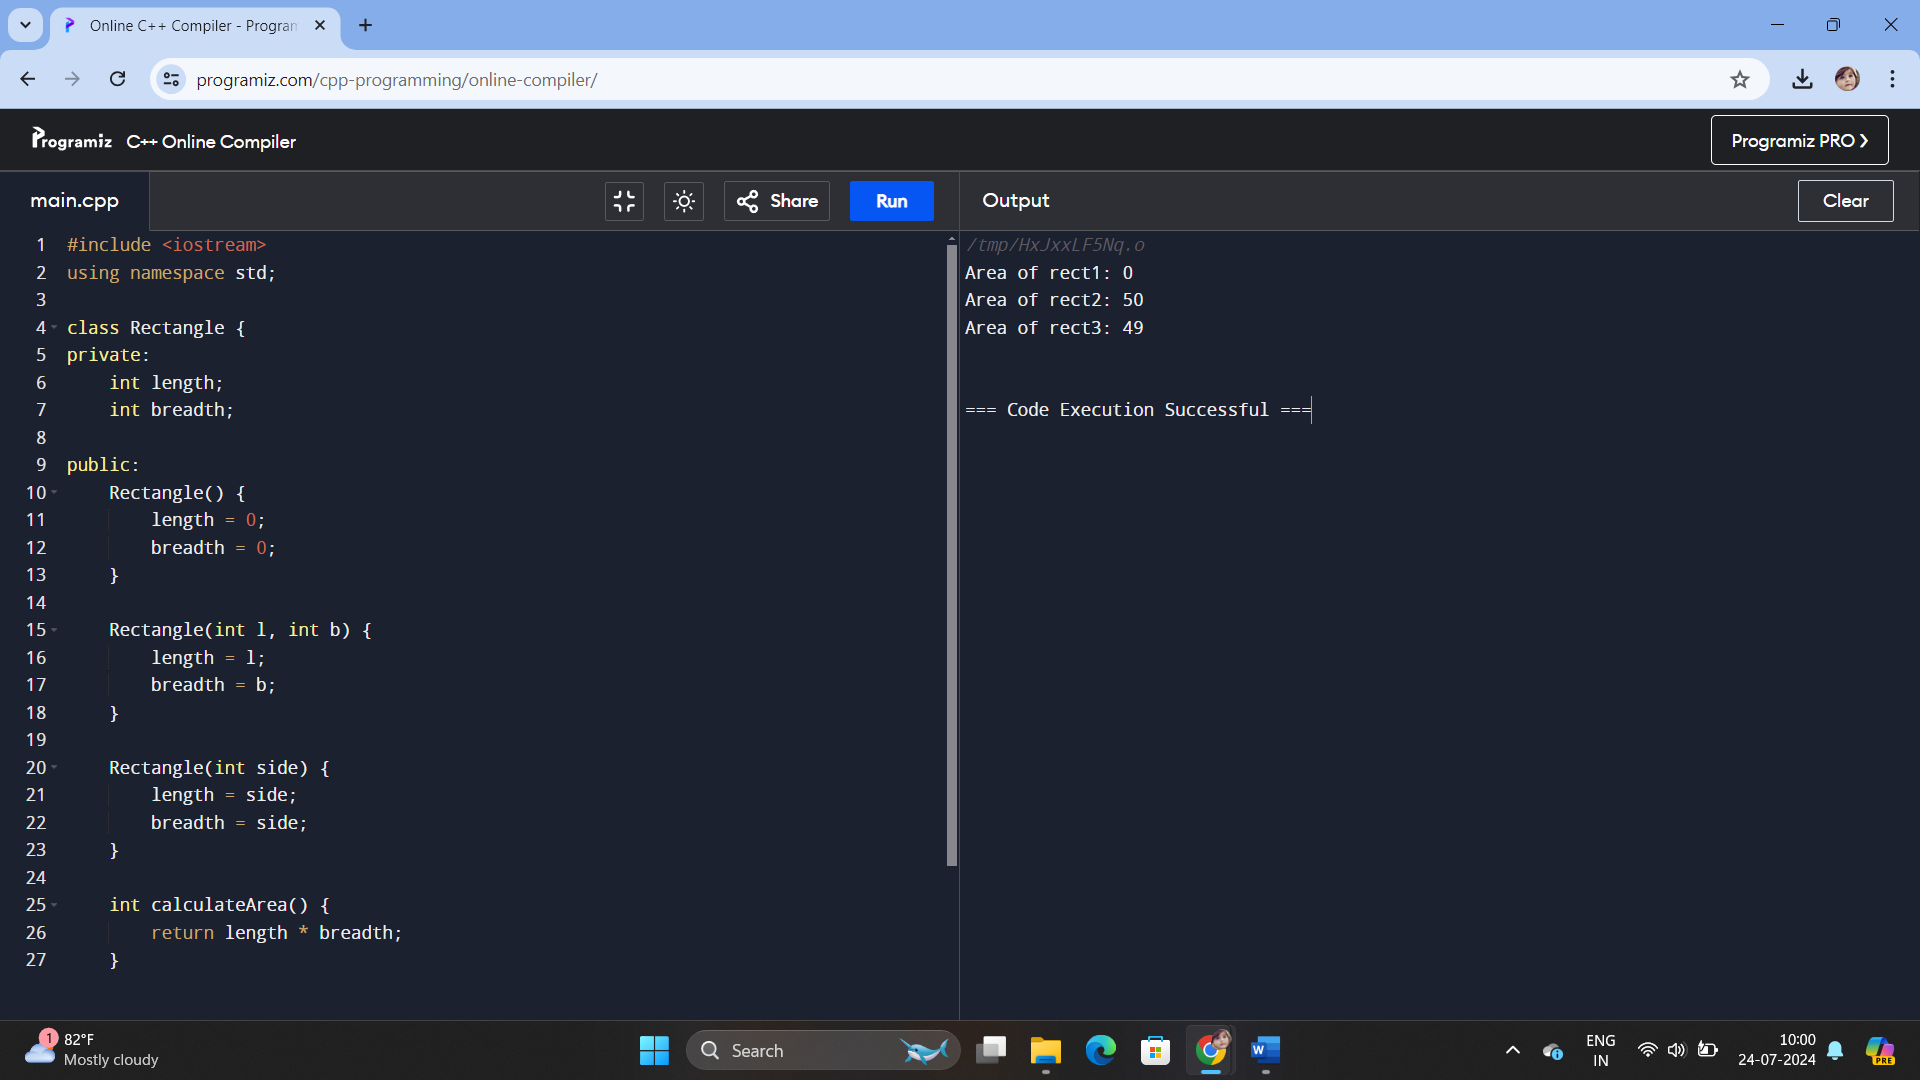 Online C++ Compiler - Program
programiz.com/cpp-programming/online-compiler/
Programiz C++ Online Compiler
Programiz PRO
main.cpp
Share
Run
Output
Clear
1 #include <iostream>
2 using namespace std;
3
4 class Rectangle {
5 private:
6     int length;
7     int breadth;
8
9 public:
10     Rectangle() {
11         length = 0;
12         breadth = 0;
13     }
14
15     Rectangle(int l, int b) {
16         length = l;
17         breadth = b;
18     }
19
20     Rectangle(int side) {
21         length = side;
22         breadth = side;
23     }
24
25     int calculateArea() {
26         return length * breadth;
27     }
/tmp/HxJxxLF5Nq.o
Area of rect1: 0
Area of rect2: 50
Area of rect3: 49
=== Code Execution Successful ===
1
82°F
Mostly cloudy
Search
W
ENG
IN
10:00
24-07-2024
PRE